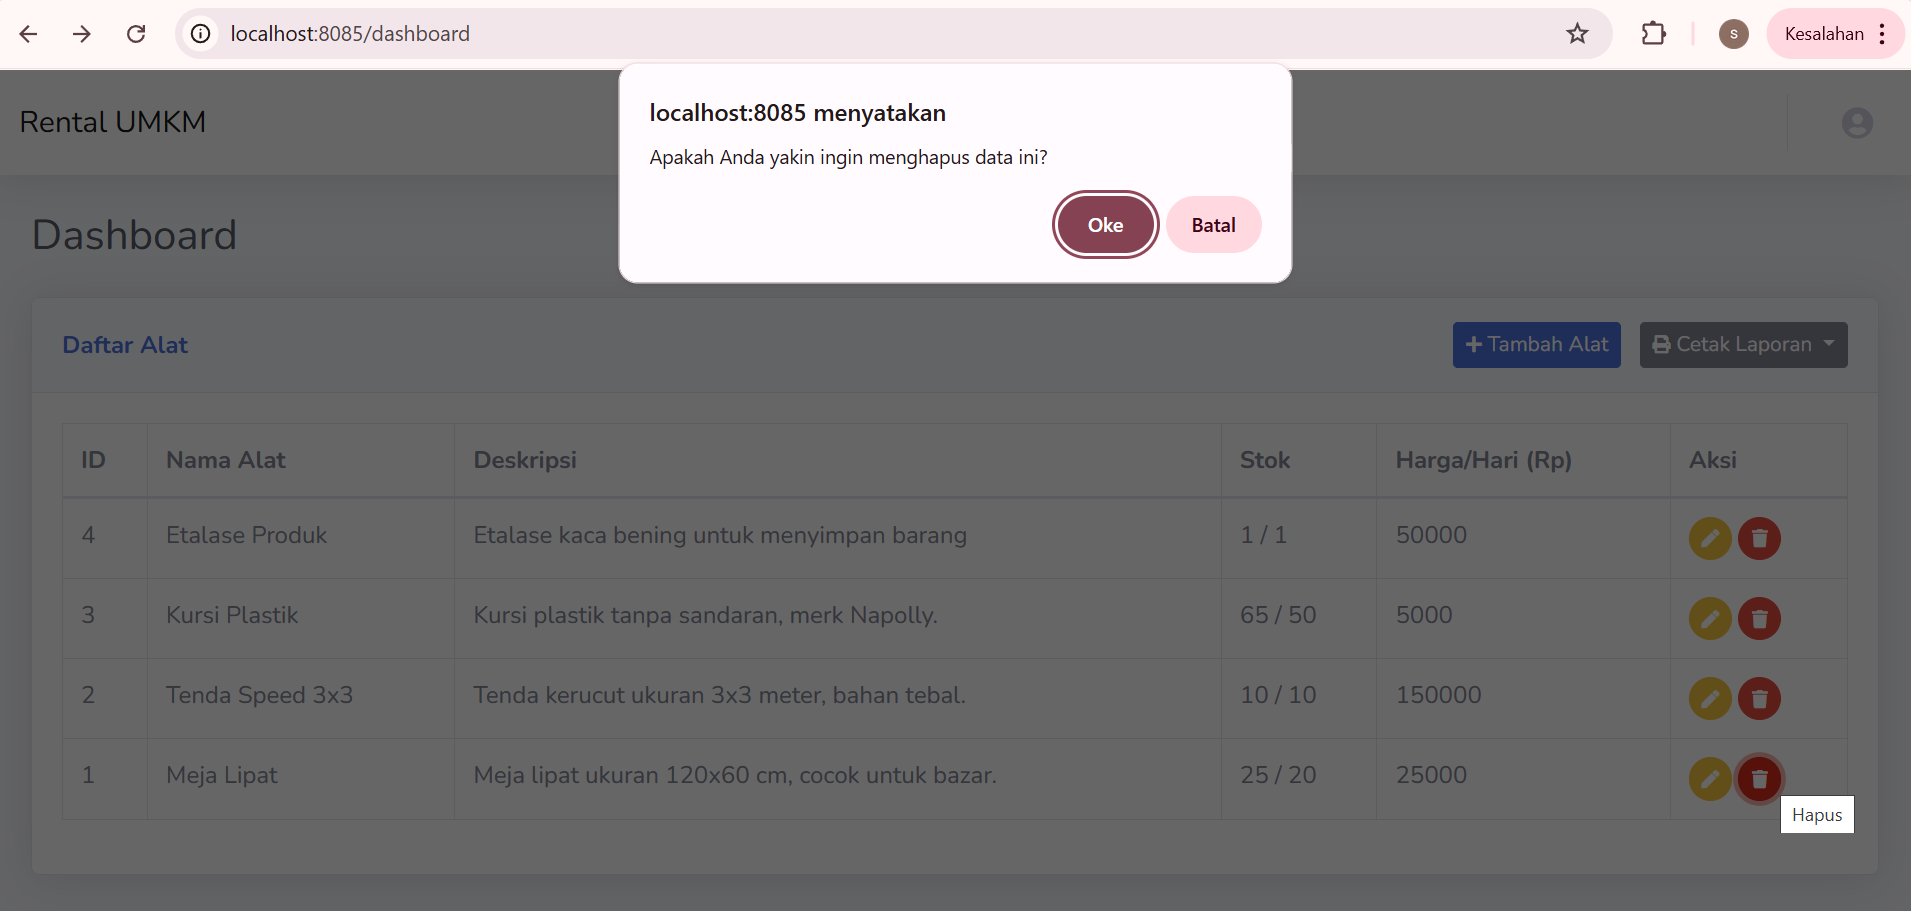 localhost:8085/dashboard
S
Kesalahan
localhost:8085 menyatakan
Apakah Anda yakin ingin menghapus data ini?
Oke Batal
Rental UMKM
Dashboard
Daftar Alat Tambah Alat Cetak Laporan
ID Nama Alat Deskripsi Stok Harga/Hari (Rp) Aksi
4 Etalase Produk Etalase kaca bening untuk menyimpan barang 1 / 1 50000
3 Kursi Plastik Kursi plastik tanpa sandaran, merk Napolly. 65 / 50 5000
2 Tenda Speed 3x3 Tenda kerucut ukuran 3x3 meter, bahan tebal. 10 / 10 150000
1 Meja Lipat Meja lipat ukuran 120x60 cm, cocok untuk bazar. 25 / 20 25000
Hapus